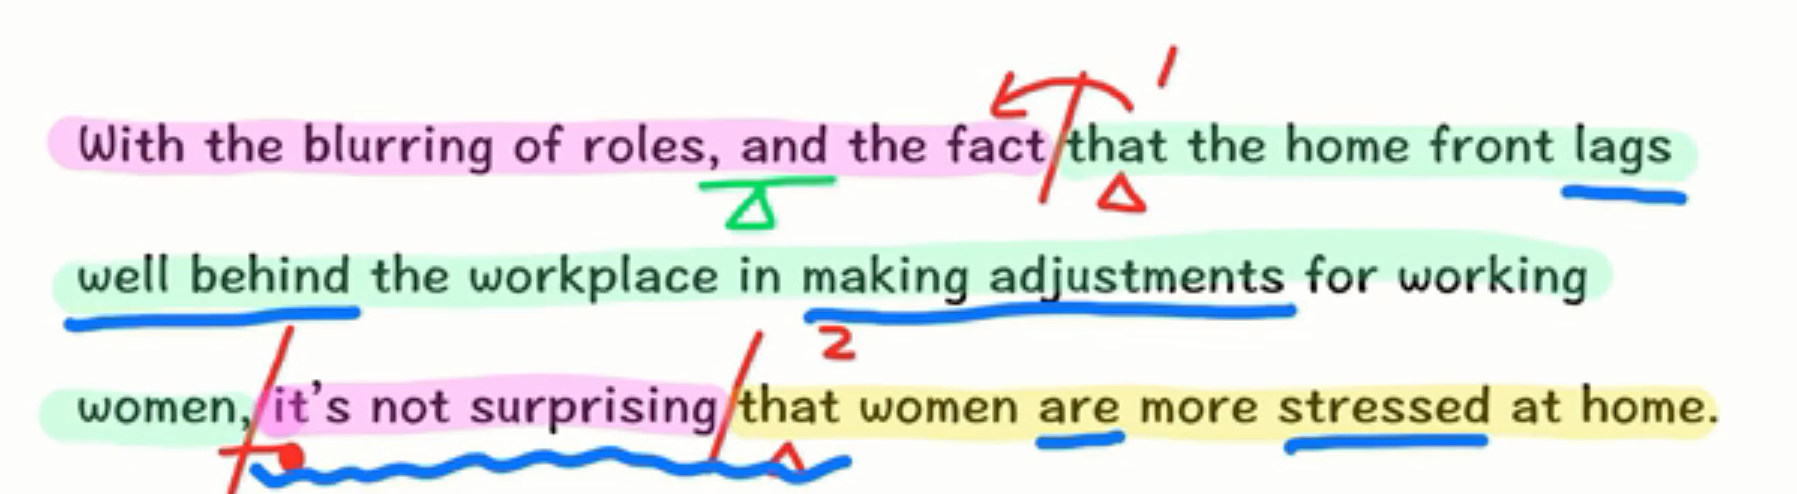 1
With the blurring of roles, and the fact that the home front lags
well behind the workplace in making adjustments for working
2
women, it's not surprising that women are more stressed at home.